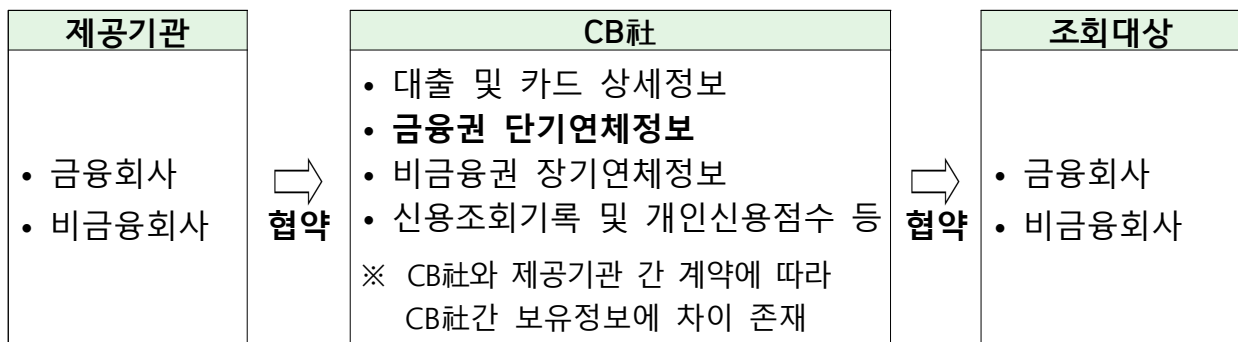 제공기관
• 금융회사
• 비금융회사
협약
CB社
• 대출 및 카드 상세정보
• 금융권 단기연체정보
• 비금융권 장기연체정보
• 신용조회기록 및 개인신용점수 등
※ CB社와 제공기관 간 계약에 따라
CB社간 보유정보에 차이 존재
협약
조회대상
• 금융회사
• 비금융회사